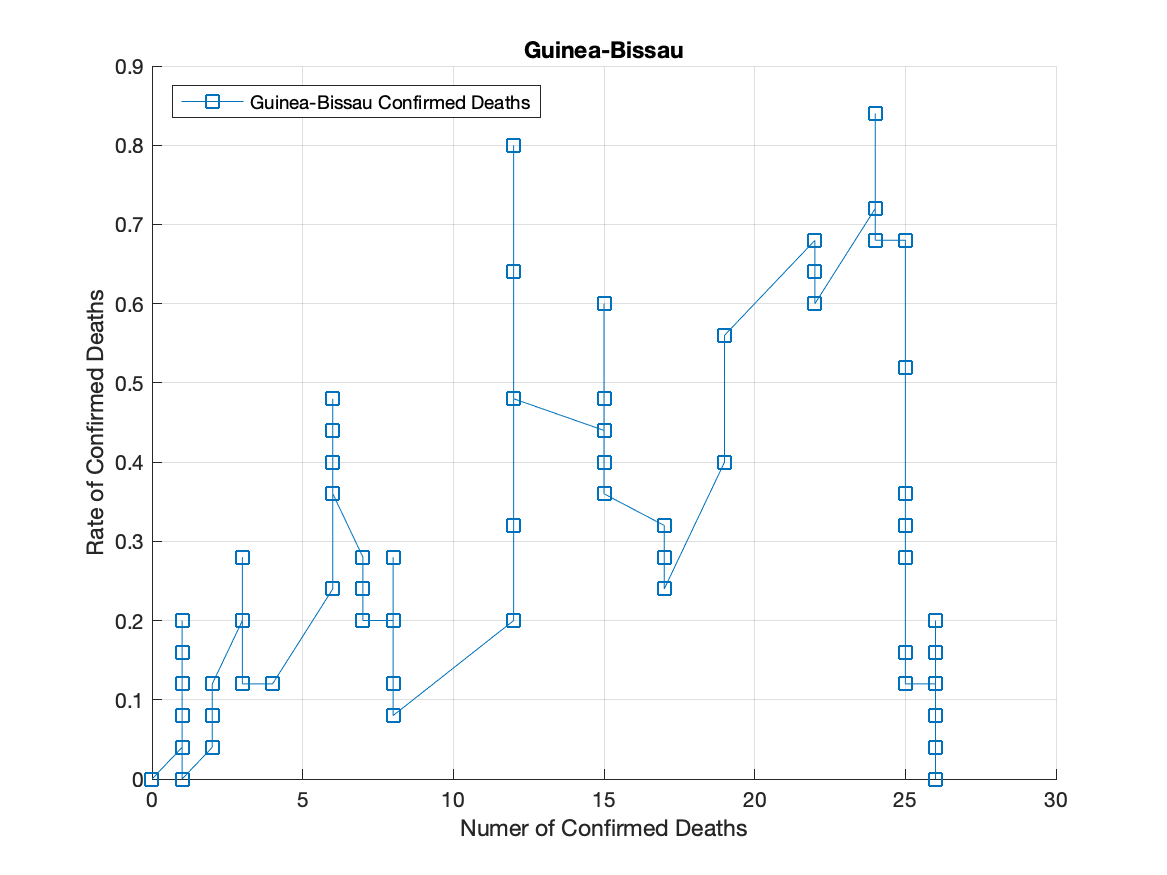 Guinea-Bissau
Guinea-Bissau Confirmed Deaths
Rate of Confirmed Deaths
0.9
0.8
0.7
0.6
0.5
0.4
0.3
0.2
0.1
0
0 5 10 15 20 25 30
Numer of Confirmed Deaths